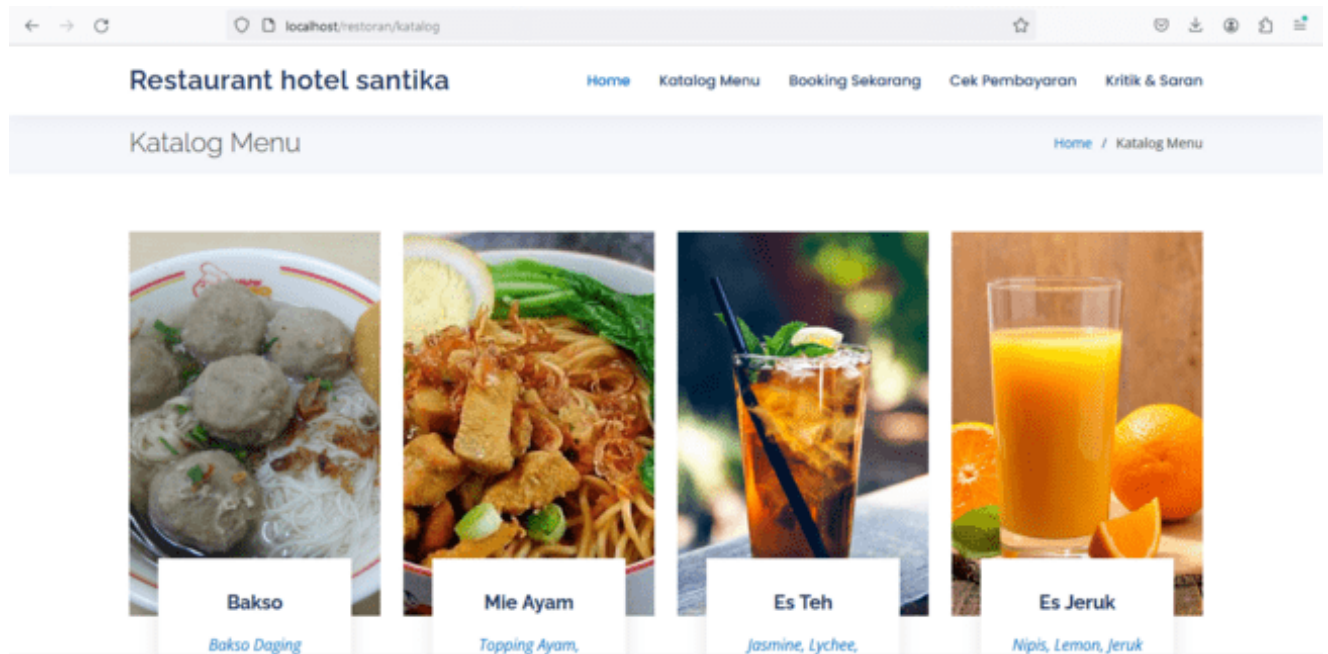 localhost/restoran/katalog
Restaurant hotel santika
Home Katalog Menu Booking Sekarang Cek Pembayaran Kritik & Saran
Katalog Menu
Home / Katalog Menu
Bakso
Mie Ayam
Es Teh
Es Jeruk
Bakso Daging
Topping Ayam,
Jasmine, Lychee,
Nipis, Lemon, Jeruk